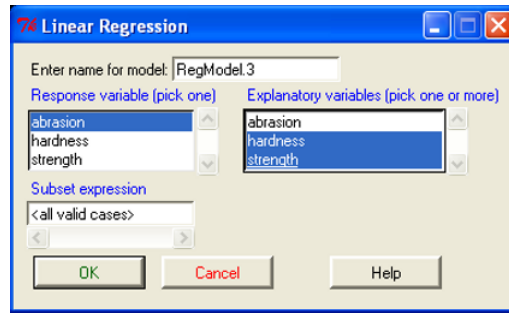 76 Linear Regression
Enter name for model: RegModel.3
Response variable (pick one) Explanatory variables (pick one or more)
abrasion abrasion
hardness hardness
strength strength
Subset expression
<all valid cases>
OK Cancel Help